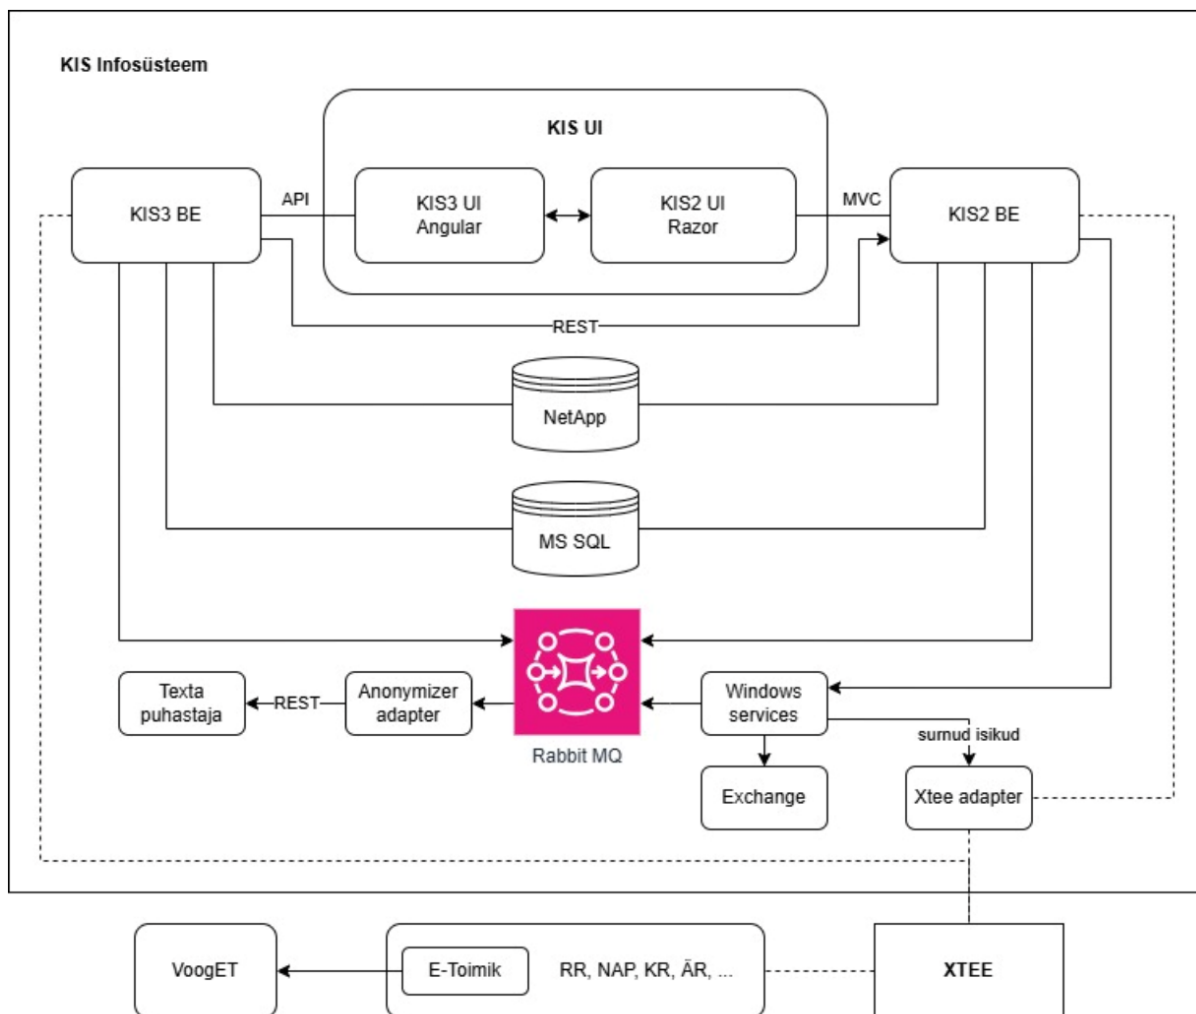 KIS Infosüsteem
KIS UI
KIS3 BE
API
KIS3 UI
Angular
KIS2 UI
Razor
MVC
KIS2 BE
REST
NetApp
MS SQL
Texta
puhastaja
REST
Anonymizer
adapter
Rabbit MQ
Windows
services
surnud isikud
Exchange
Xtee adapter
VoogET
E-Toimik
RR, NAP, KR, ÄR, ...
XTEE